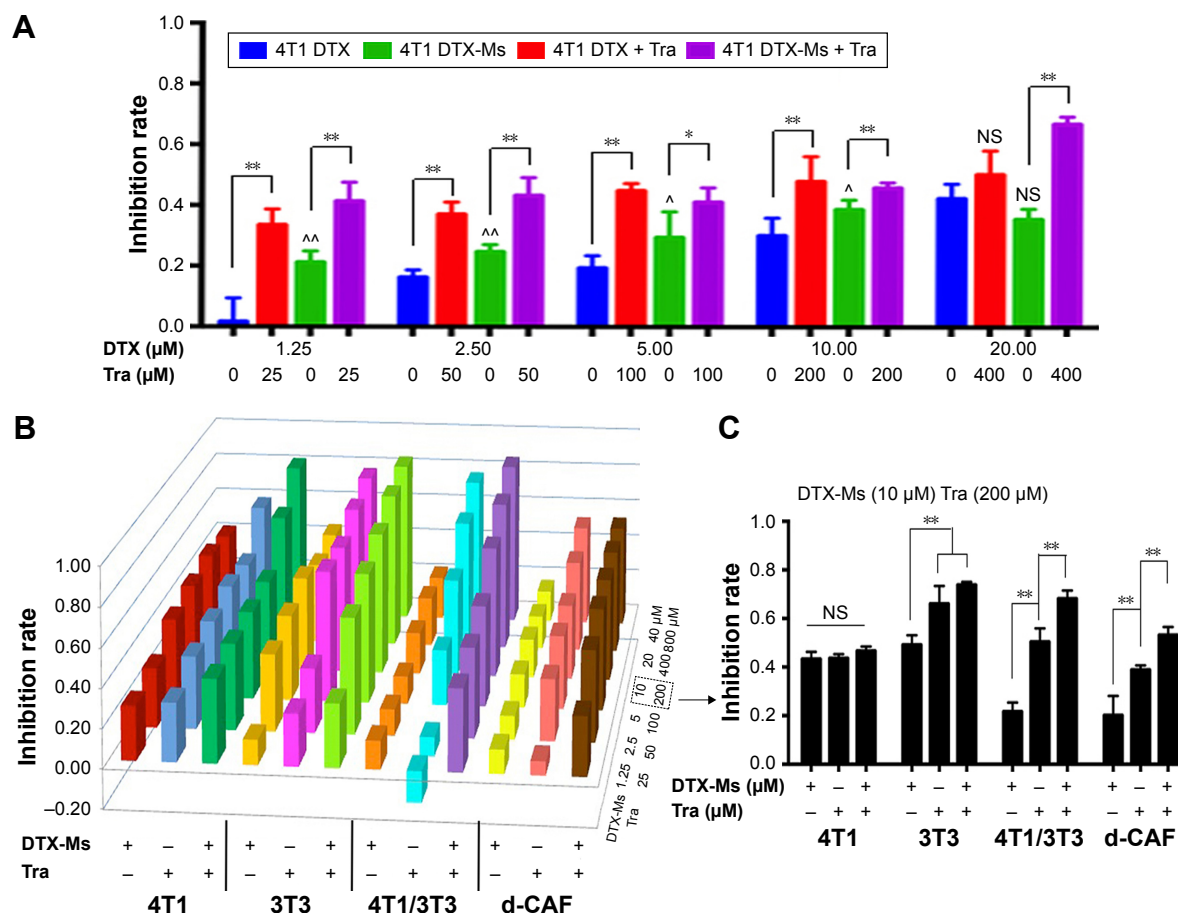 A
4T1 DTX 4T1 DTX-Ms 4T1 DTX + Tra 4T1 DTX-Ms + Tra
Inhibition rate
1.0
0.8
0.6
0.4
0.2
0.0
** ** ** ** ** * ** ** NS **
^^ ^^ ^ ^ NS
DTX (µM) 1.25 2.50 5.00 10.00 20.00
Tra (µM) 0 25 0 25 0 50 0 50 0 100 0 100 0 200 0 200 0 400 0 400
B
Inhibition rate
1.00
0.80
0.60
0.40
0.20
0.00
–0.20
DTX-Ms 1.25 2.5 5 10 20 40 µM
Tra 25 50 100 200 400 800 µM
DTX-Ms + – + + – + + – + + – +
Tra – + + – + + – + + – + +
4T1 3T3 4T1/3T3 d-CAF
C
DTX-Ms (10 µM) Tra (200 µM)
Inhibition rate
1.0
0.8
0.6
0.4
0.2
0.0
NS ** ** ** ** **
DTX-Ms (µM) + – + + – + + – + + – +
Tra (µM) – + + – + + – + + – + +
4T1 3T3 4T1/3T3 d-CAF